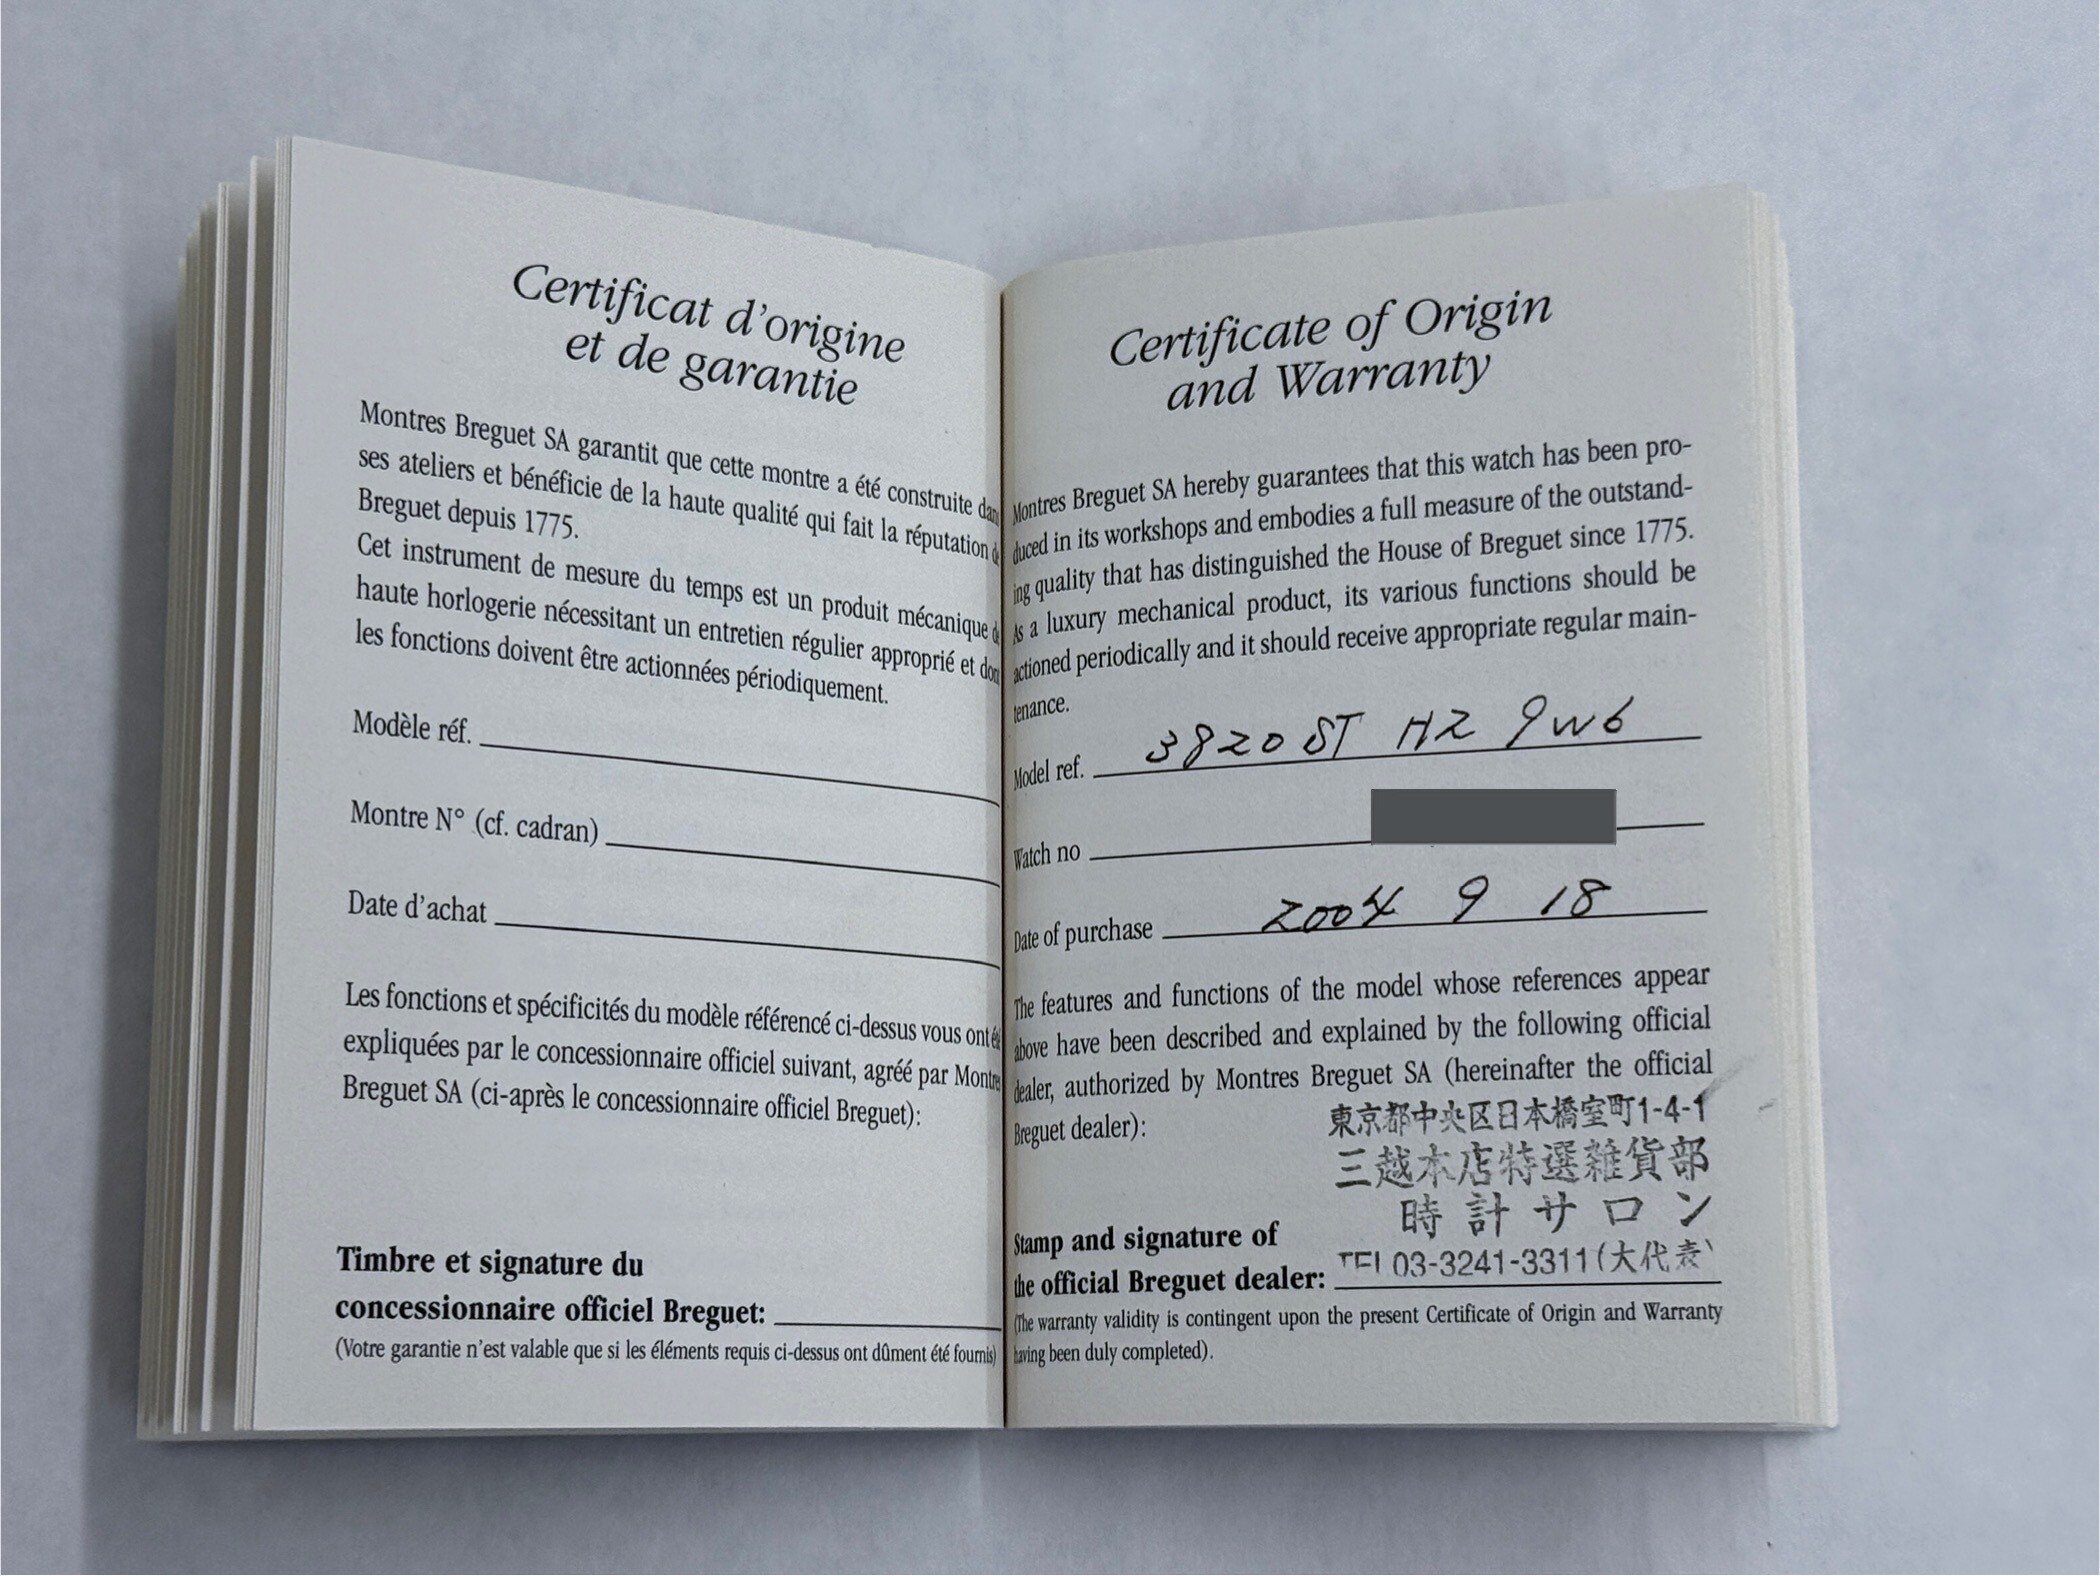 Certificat d'origine
et de garantie
Montres Breguet SA garantit que cette montre a été construite dan
ses ateliers et bénéficie de la haute qualité qui fait la réputation d
Breguet depuis 1775.
Cet instrument de mesure du temps est un produit mécanique d
haute horlogerie nécessitant un entretien régulier approprié et don
les fonctions doivent être actionnées périodiquement.
Modèle réf.
Montre N° (cf. cadran)
Date d'achat
Les fonctions et spécificités du modèle référencé ci-dessus vous ont ét
expliquées par le concessionnaire officiel suivant, agréé par Montre
Breguet SA (ci-après le concessionnaire officiel Breguet):
Timbre et signature du
concessionnaire officiel Breguet:
(Votre garantie n'est valable que si les éléments requis ci-dessus ont dûment été fournis)
Certificate of Origin
and Warranty
Montres Breguet SA hereby guarantees that this watch has been pro-
duced in its workshops and embodies a full measure of the outstand-
ing quality that has distinguished the House of Breguet since 1775.
As a luxury mechanical product, its various functions should be
actioned periodically and it should receive appropriate regular main-
tenance.
Model ref. 3820 ST H2 9W6
Watch no
Date of purchase 2004 9 18
The features and functions of the model whose references appear
above have been described and explained by the following official
dealer, authorized by Montres Breguet SA (hereinafter the official
Breguet dealer):
東京都中央区日本橋室町1-4-1
三越本店特選雑貨部
時計サロン
Stamp and signature of
the official Breguet dealer: TEL 03-3241-3311(大代表)
(The warranty validity is contingent upon the present Certificate of Origin and Warranty
having been duly completed).